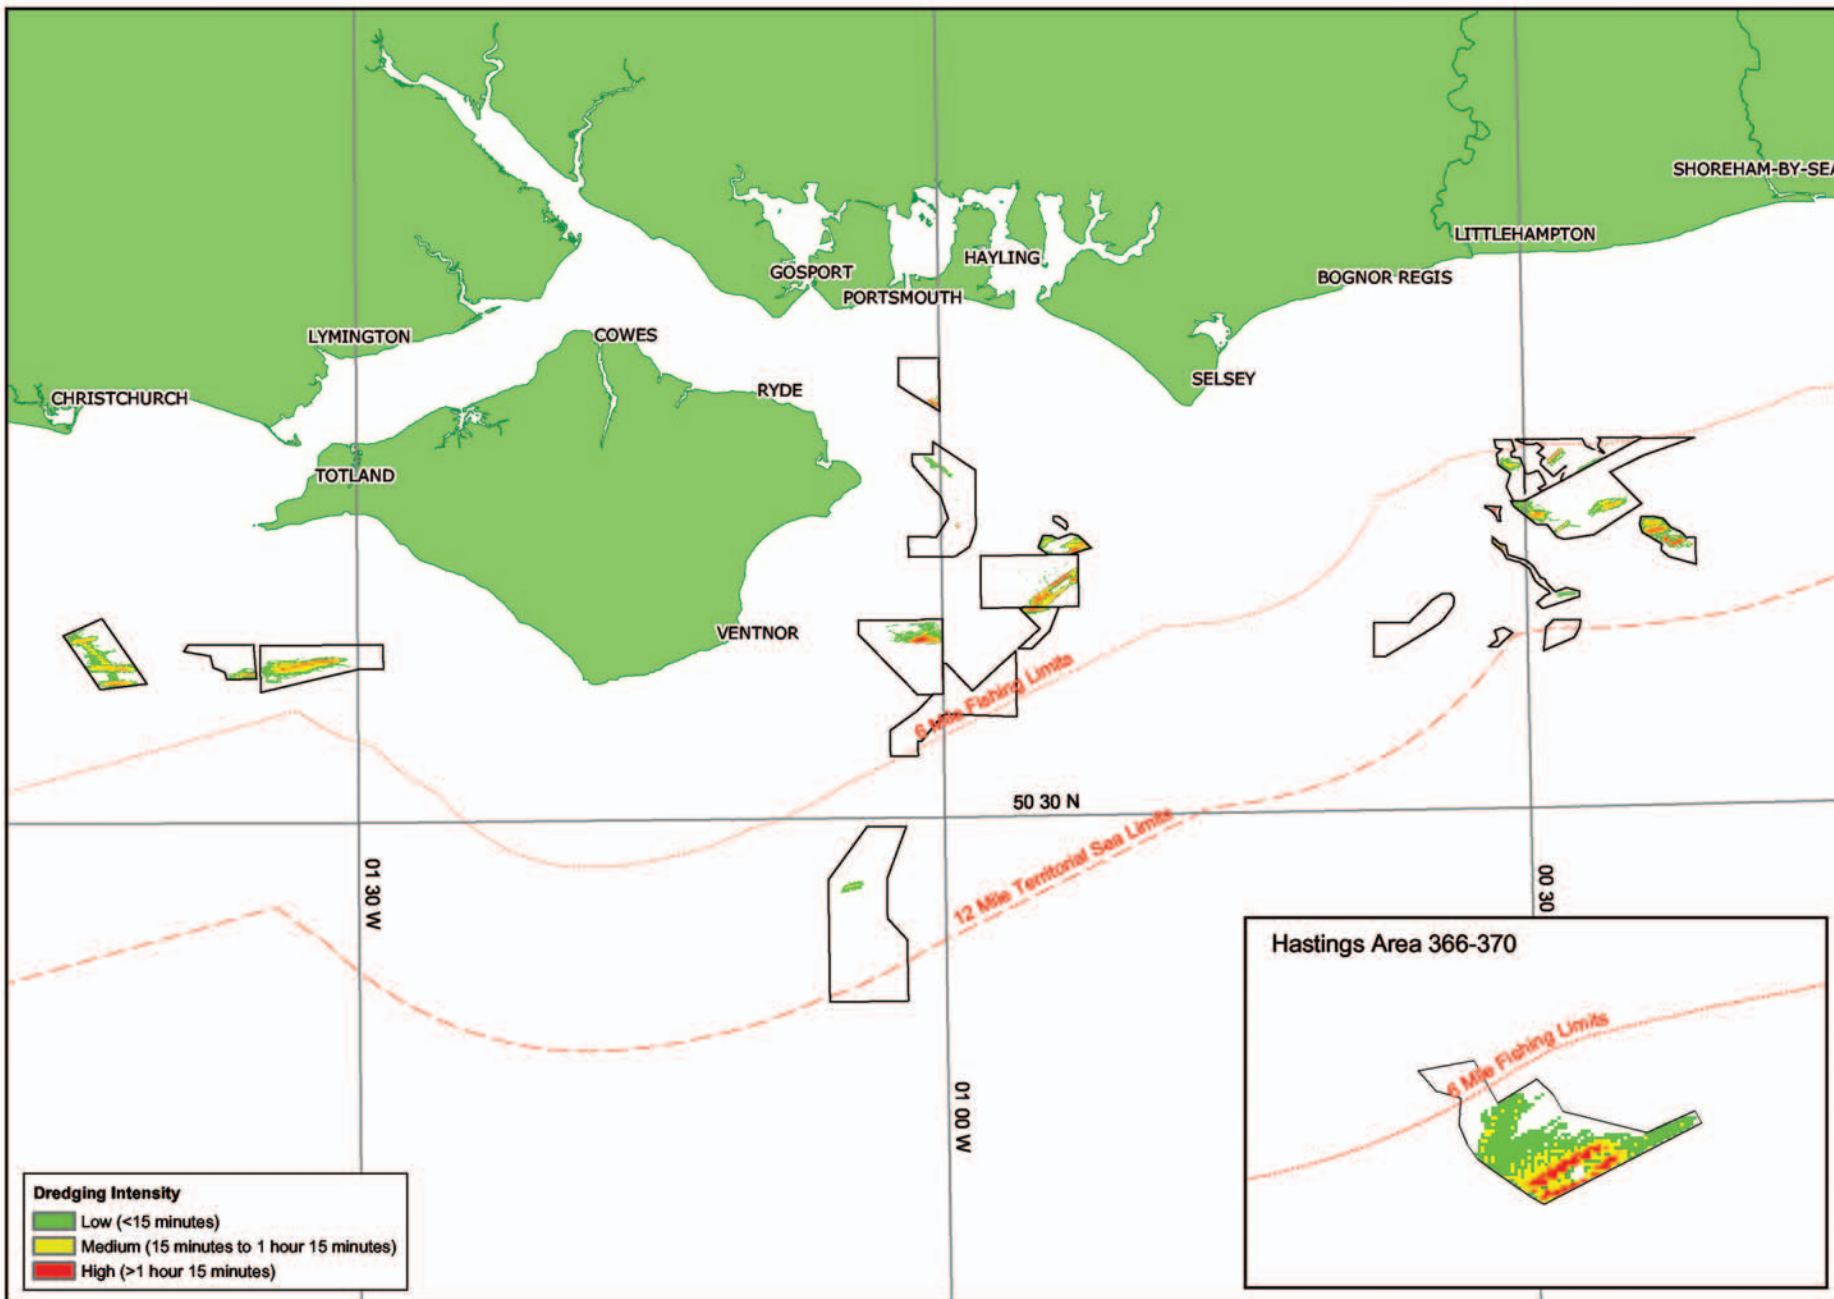 SHOREHAM-BY-SEA
LITTLEHAMPTON
HAYLING
GOSPORT
BOGNOR REGIS
PORTSMOUTH
LYMINGTON
COWES
SELSEY
RYDE
CHRISTCHURCH
TOTLAND
VENTNOR
6 Mile Fishing Limits
50 30 N
12 Mile Territorial Sea Limits
01 30 W
00 30
01 00 W
Hastings Area 366-370
6 Mile Fishing Limits
Dredging Intensity
Low (<15 minutes)
Medium (15 minutes to 1 hour 15 minutes)
High (>1 hour 15 minutes)